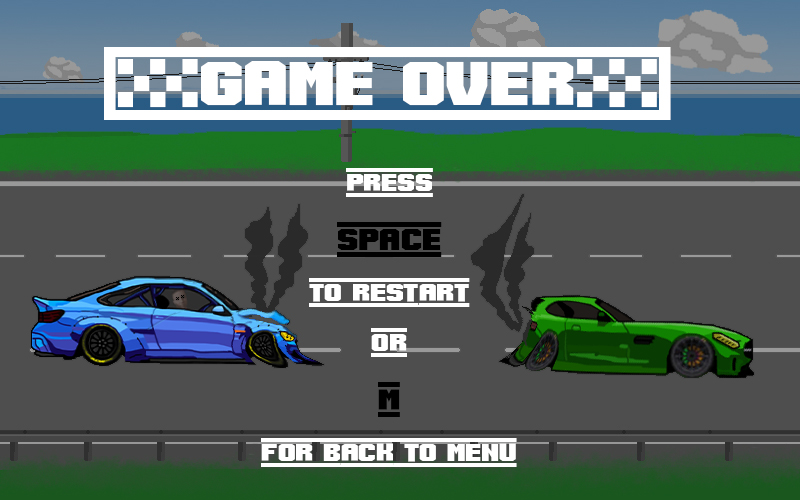 GAME OVER
PRESS
SPACE
TO RESTART
OR
M
FOR BACK TO MENU